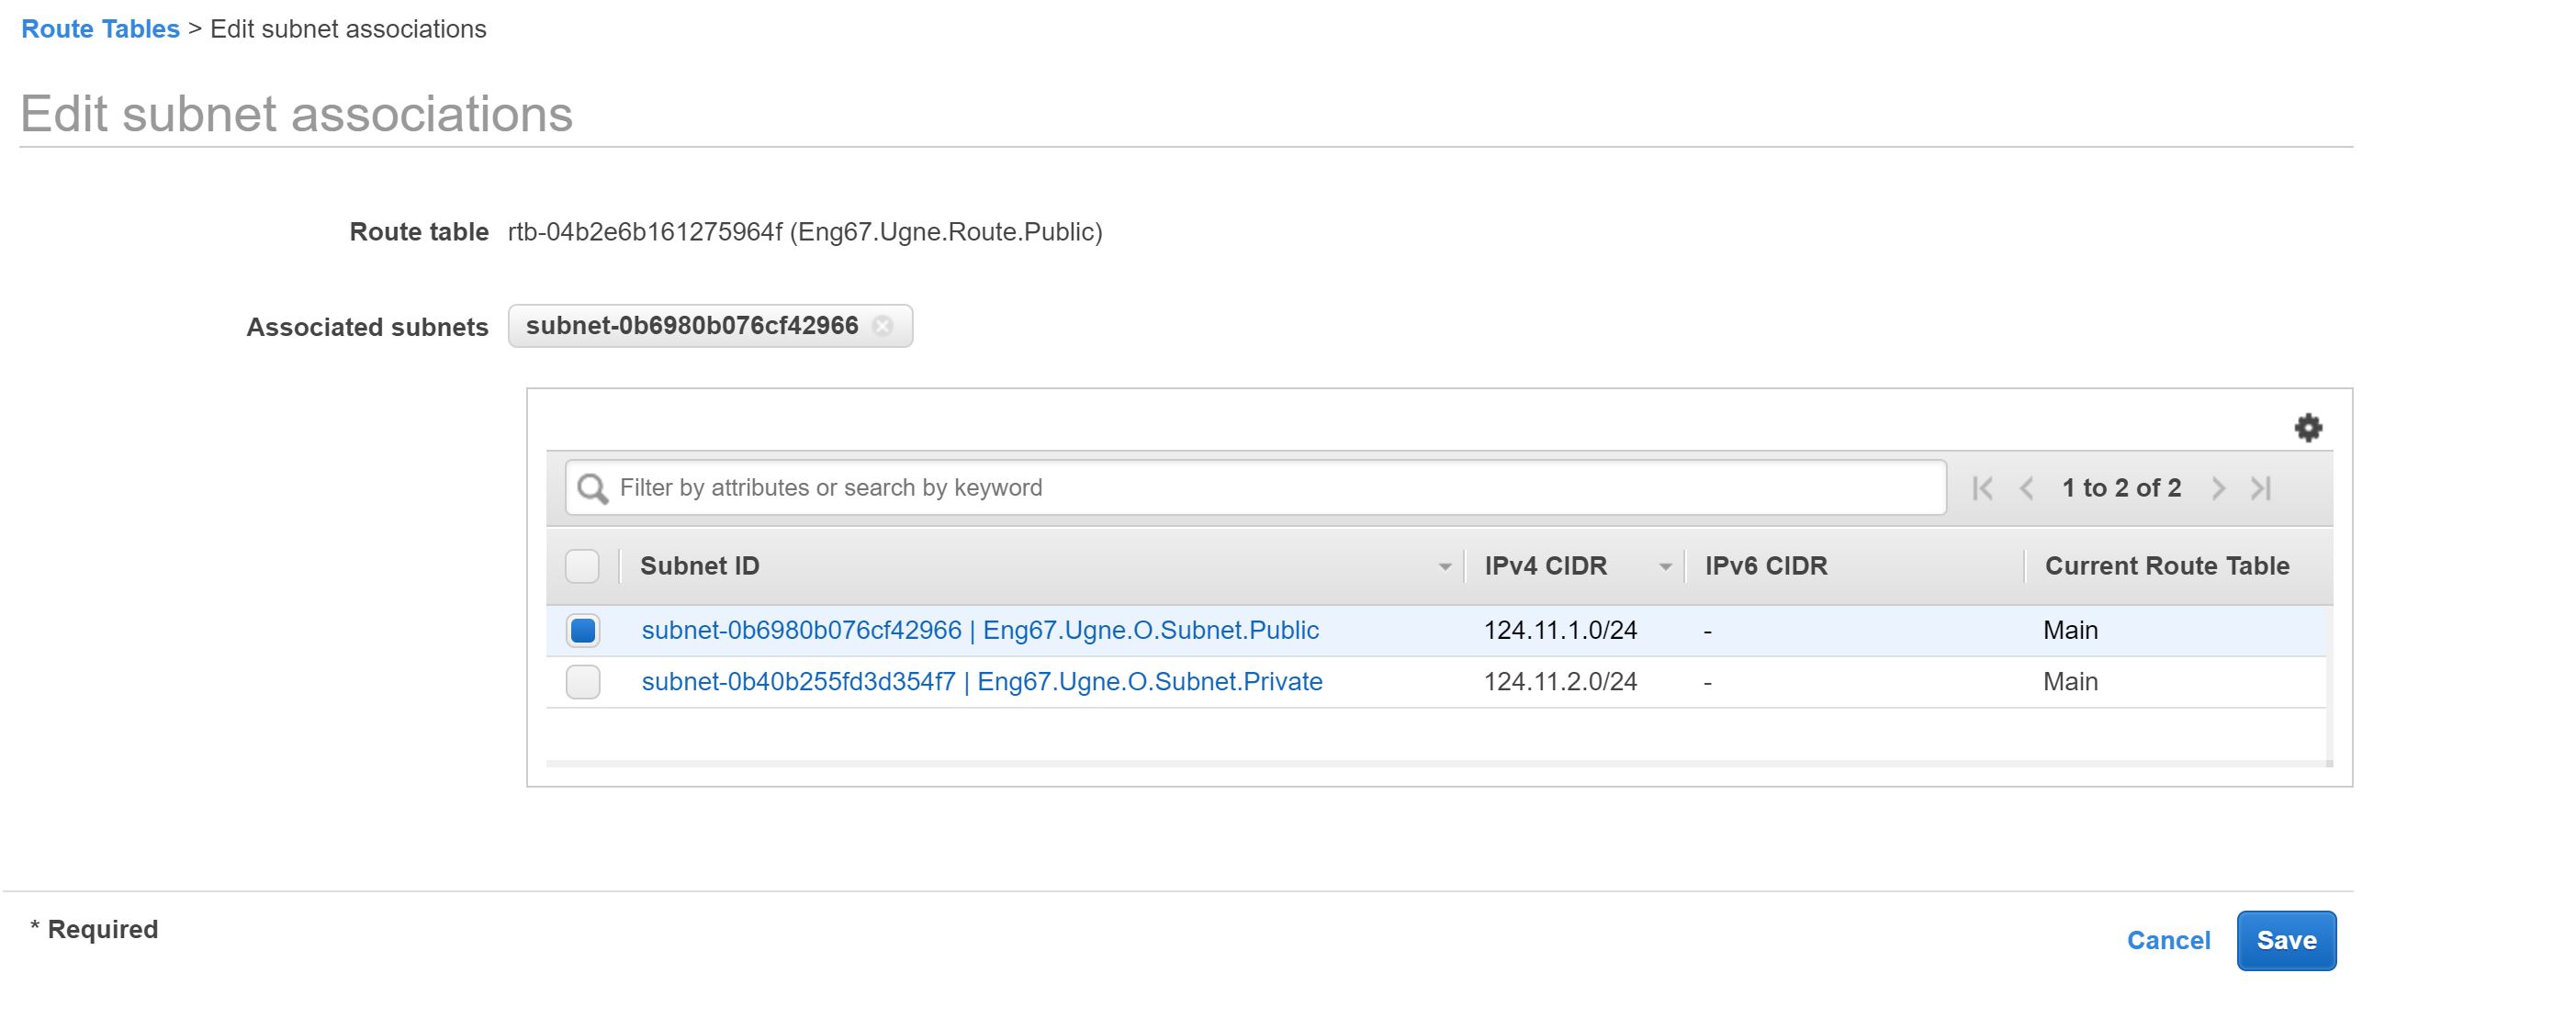 Route Tables > Edit subnet associations
Edit subnet associations
Route table rtb-04b2e6b161275964f (Eng67.Ugne.Route.Public)
Associated subnets subnet-0b6980b076cf42966
Filter by attributes or search by keyword 1 to 2 of 2
Subnet ID IPv4 CIDR IPv6 CIDR Current Route Table
subnet-0b6980b076cf42966 | Eng67.Ugne.O.Subnet.Public 124.11.1.0/24 - Main
subnet-0b40b255fd3d354f7 | Eng67.Ugne.O.Subnet.Private 124.11.2.0/24 - Main
* Required Cancel Save